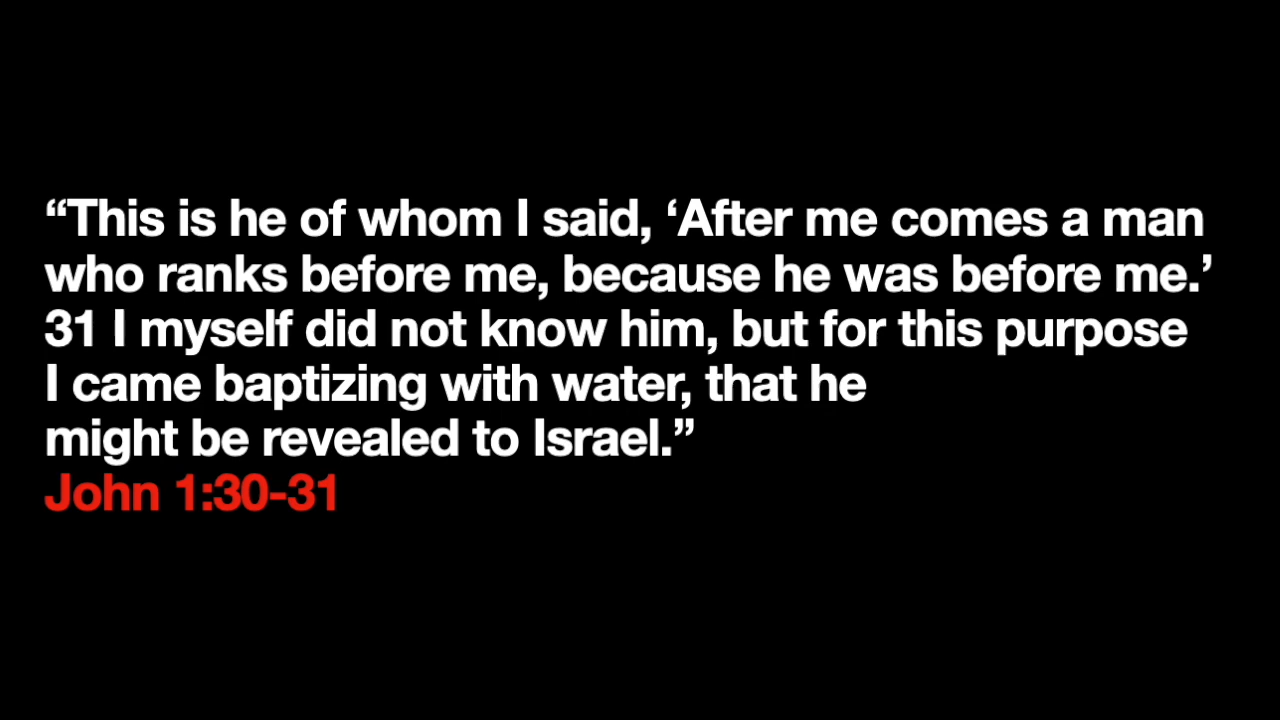 “This is he of whom I said, ‘After me comes a man
who ranks before me, because he was before me.’
31 I myself did not know him, but for this purpose
I came baptizing with water, that he
might be revealed to Israel.”
John 1:30-31